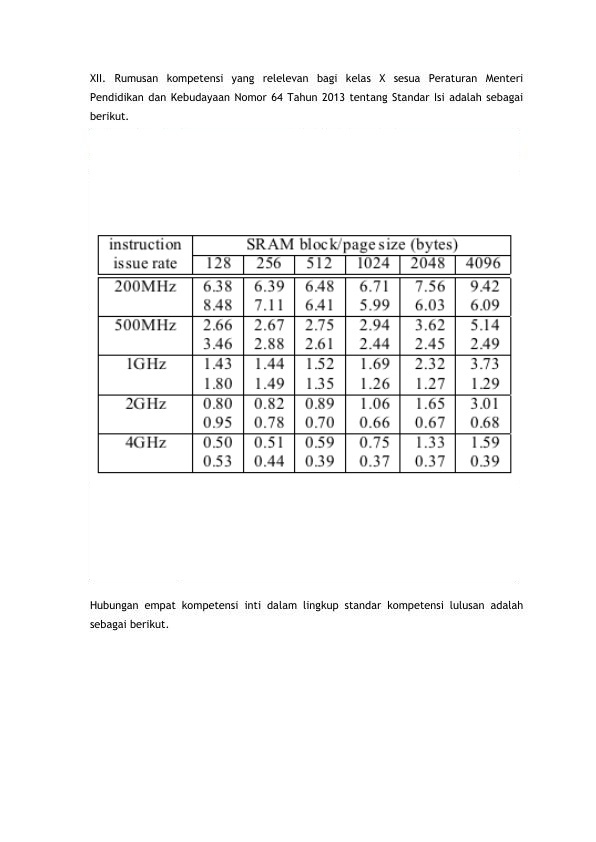 XII. Rumusan kompetensi yang relelevan bagi kelas X sesua Peraturan Menteri
Pendidikan dan Kebudayaan Nomor 64 Tahun 2013 tentang Standar Isi adalah sebagai
berikut.
instruction SRAM block/page size (bytes)
issue rate 128 256 512 1024 2048 4096
200MHz 6.38 6.39 6.48 6.71 7.56 9.42
8.48 7.11 6.41 5.99 6.03 6.09
500MHz 2.66 2.67 2.75 2.94 3.62 5.14
3.46 2.88 2.61 2.44 2.45 2.49
1GHz 1.43 1.44 1.52 1.69 2.32 3.73
1.80 1.49 1.35 1.26 1.27 1.29
2GHz 0.80 0.82 0.89 1.06 1.65 3.01
0.95 0.78 0.70 0.66 0.67 0.68
4GHz 0.50 0.51 0.59 0.75 1.33 1.59
0.53 0.44 0.39 0.37 0.37 0.39
Hubungan empat kompetensi inti dalam lingkup standar kompetensi lulusan adalah
sebagai berikut.